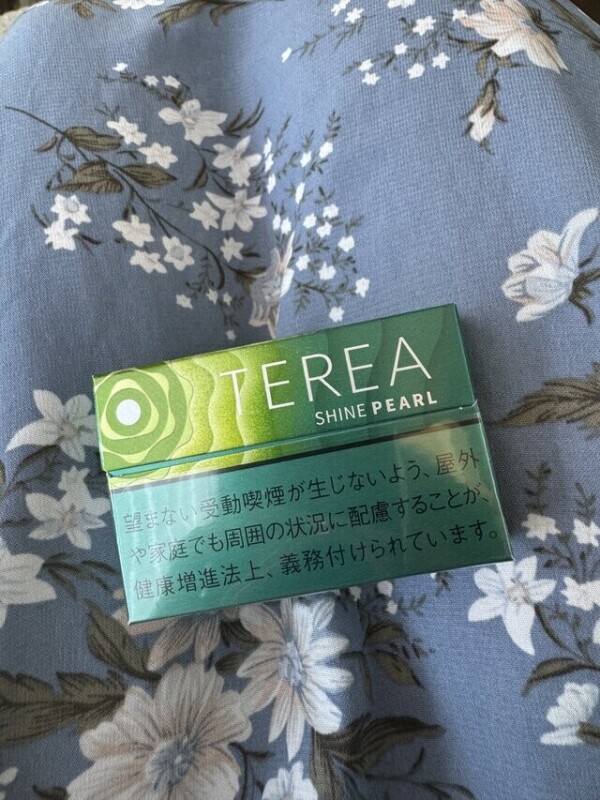 TEREA
SHINE PEARL
望まない受動喫煙が生じないよう、屋外
や家庭でも周囲の状況に配慮することが、
健康増進法上、義務付けられています。